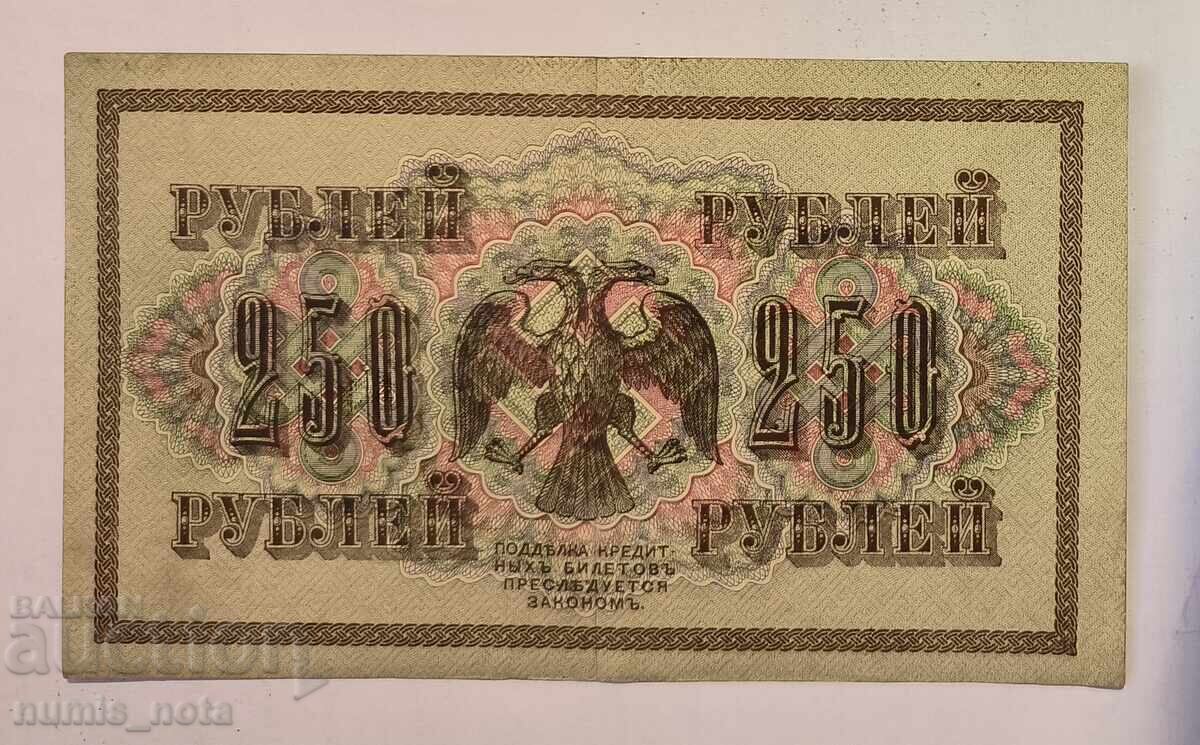 РУБЛЕЙ РУБЛЕЙ
250 250
РУБЛЕЙ РУБЛЕЙ
ПОДДѢЛКА КРЕДИТ-
НЫХЪ БИЛЕТОВЪ
ПРЕСЛѢДУЕТСЯ
ЗАКОНОМЪ.
BALKAN
auction
numis_nota